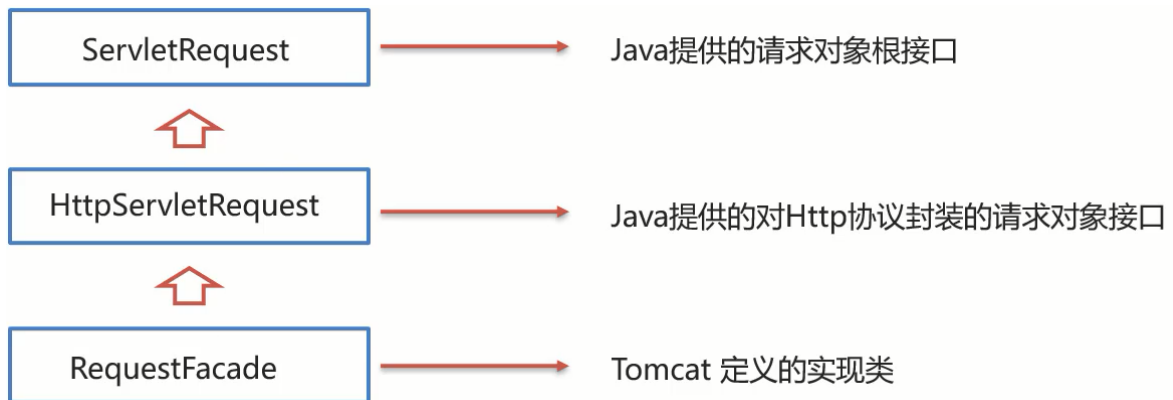 ServletRequest
Java提供的请求对象根接口
HttpServletRequest
Java提供的对Http协议封装的请求对象接口
RequestFacade
Tomcat 定义的实现类